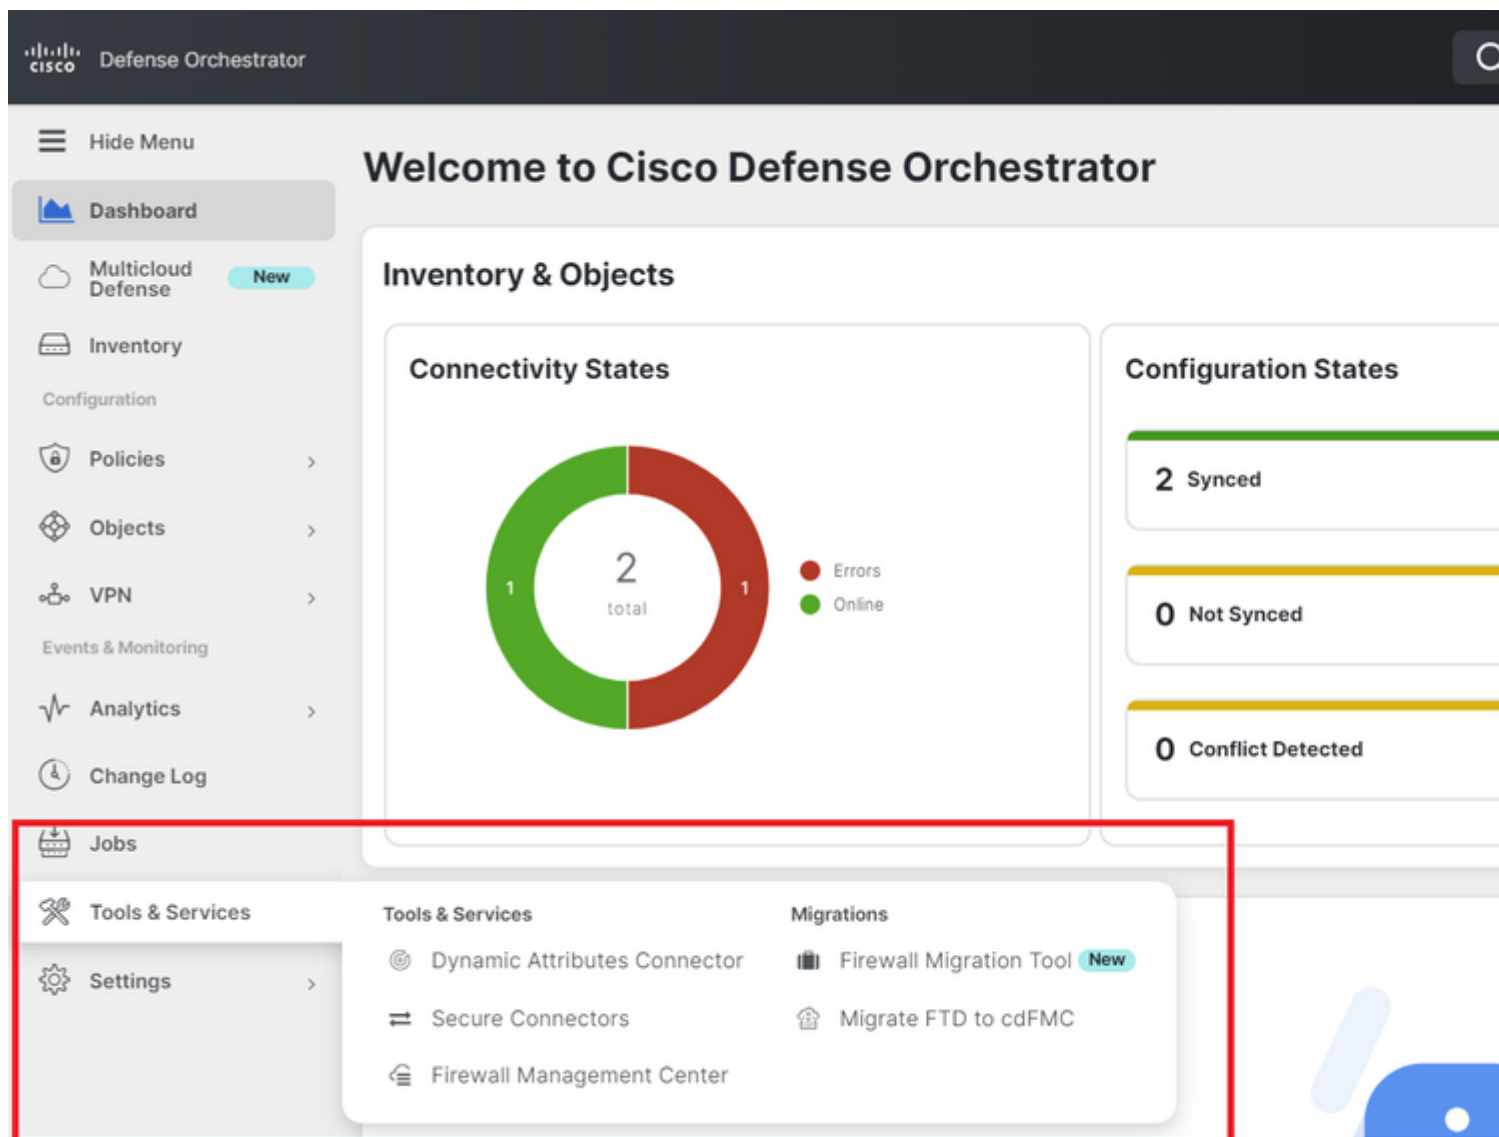 CISCO Defense Orchestrator
Hide Menu
Dashboard
Multicloud
Defense
New
Inventory
Configuration
Policies
Objects
VPN
Events & Monitoring
Analytics
Change Log
Jobs
Tools & Services
Settings
Welcome to Cisco Defense Orchestrator
Inventory & Objects
Connectivity States
1
2
total
1
Errors
Online
Configuration States
2 Synced
0 Not Synced
0 Conflict Detected
Tools & Services
Dynamic Attributes Connector
Secure Connectors
Firewall Management Center
Migrations
Firewall Migration Tool New
Migrate FTD to cdFMC